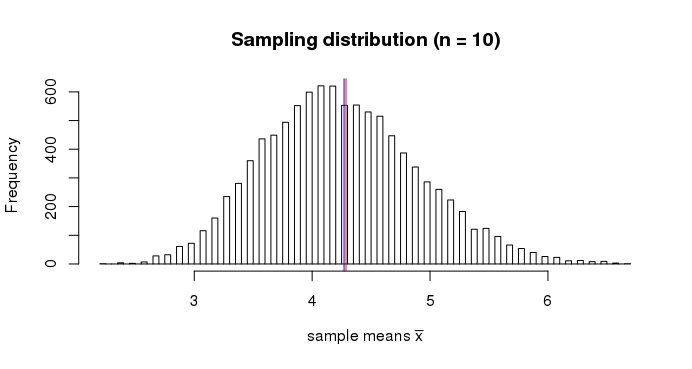 Sampling distribution (n = 10)
Frequency
600
400
200
0
3 4 5 6
sample means x̅